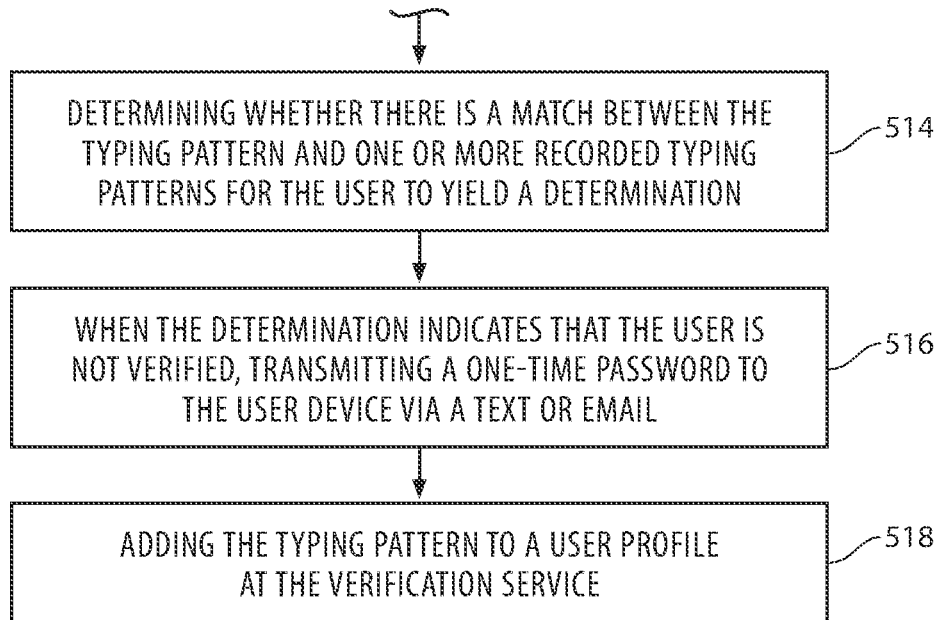 DETERMINING WHETHER THERE IS A MATCH BETWEEN THE
TYPING PATTERN AND ONE OR MORE RECORDED TYPING
PATTERNS FOR THE USER TO YIELD A DETERMINATION
514
WHEN THE DETERMINATION INDICATES THAT THE USER IS
NOT VERIFIED, TRANSMITTING A ONE-TIME PASSWORD TO
THE USER DEVICE VIA A TEXT OR EMAIL
516
ADDING THE TYPING PATTERN TO A USER PROFILE
AT THE VERIFICATION SERVICE
518